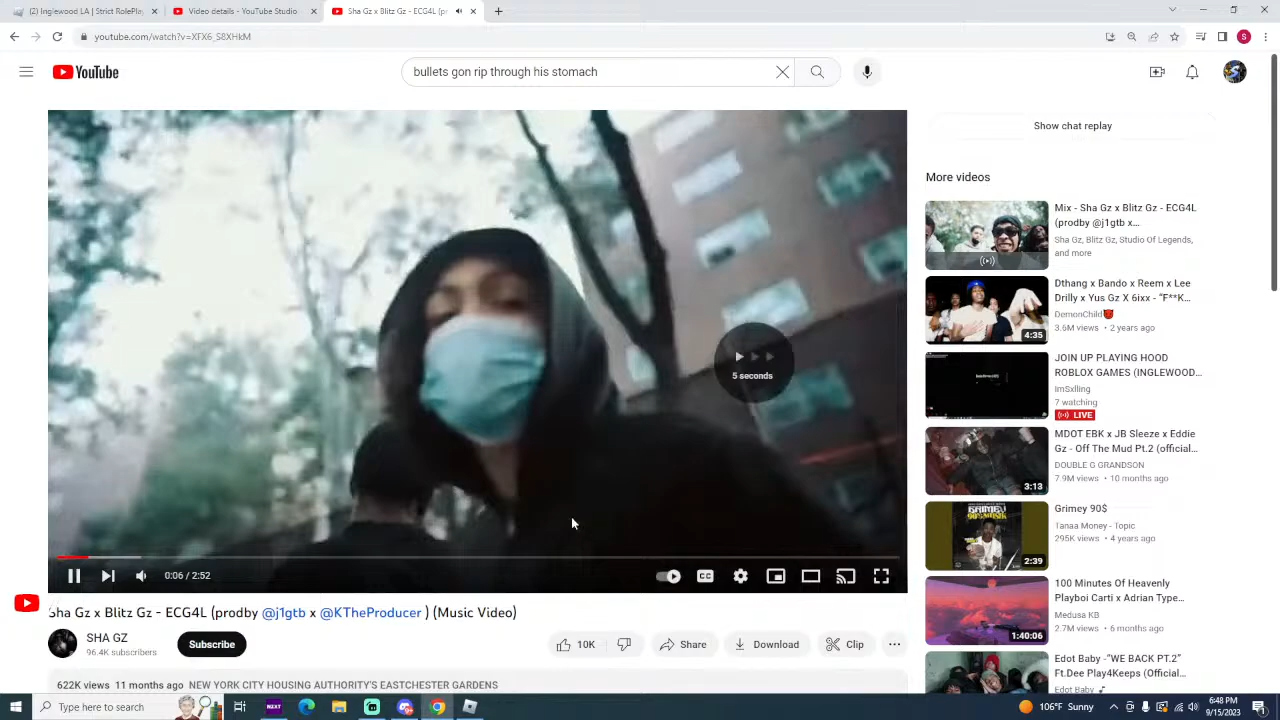 (2) Inglewood LA | Strict RolePlay
Video details - YouTube Studio
Sha Gz x Blitz Gz - ECG4L (pr
youtube.com/watch?v=XFX6_S8XHkM
S
YouTube
bullets gon rip through his stomach
5 seconds
0:06 / 2:52
CC
Sha Gz x Blitz Gz - ECG4L (prodby @j1gtb x @KTheProducer ) (Music Video)
SHA GZ
96.4K subscribers
Subscribe
10K
Share
Download
Clip
622K views 11 months ago NEW YORK CITY HOUSING AUTHORITY'S EASTCHESTER GARDENS
Show chat replay
More videos
Mix - Sha Gz x Blitz Gz - ECG4L
(prodby @j1gtb x...
Sha Gz, Blitz Gz, Studio Of Legends,
and more
Dthang x Bando x Reem x Lee
Drilly x Yus Gz X 6ixx - "F**K...
DemonChild
3.6M views • 2 years ago
4:35
JOIN UP PLAYING HOOD
ROBLOX GAMES (INGLEWOOD...
ImSxlling
7 watching
LIVE
MDOT EBK x JB Sleeze x Eddie
Gz - Off The Mud Pt.2 (official...
DOUBLE G GRANDSON
7.9M views • 10 months ago
3:13
Grimey 90$
Tanaa Money - Topic
295K views • 4 years ago
2:39
100 Minutes Of Heavenly
Playboi Carti x Adrian Type...
Medusa KB
2.7M views • 6 months ago
1:40:06
Edot Baby -"WE BACK PT.2"
Ft.Dee Play4Keeps (Official...
Edot Baby
Type here to search
NZXT
106°F Sunny
6:48 PM
9/15/2023